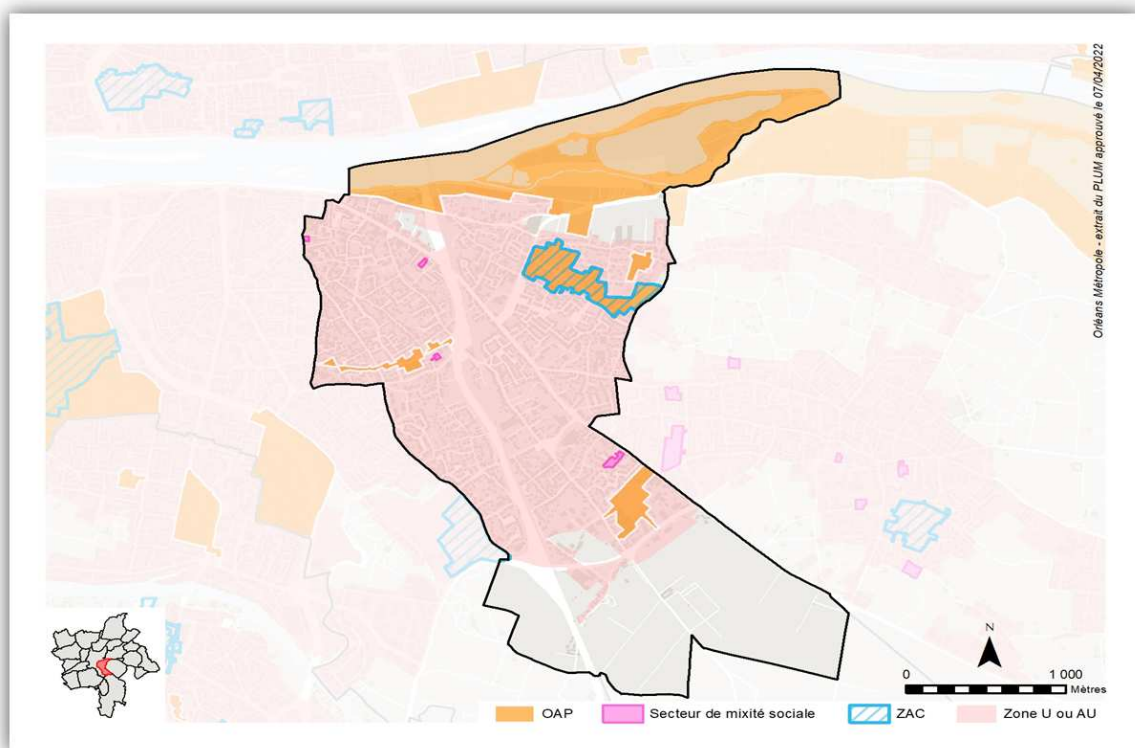 Orléans Métropole - extrait du PLUM approuvé le 07/04/2022
N
0 1 000
Mètres
OAP Secteur de mixité sociale ZAC Zone U ou AU